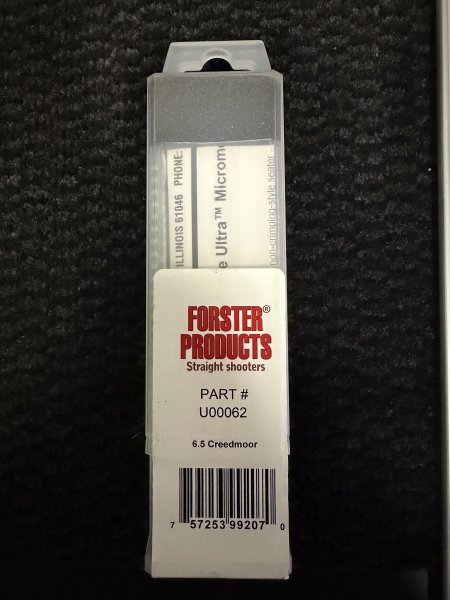 ILLINOIS 61046 PHONE:
e Ultra™ Microm
non-crimping-style seater
FORSTER®
PRODUCTS
Straight shooters
PART #
U00062
6.5 Creedmoor
7 57253 99207 0